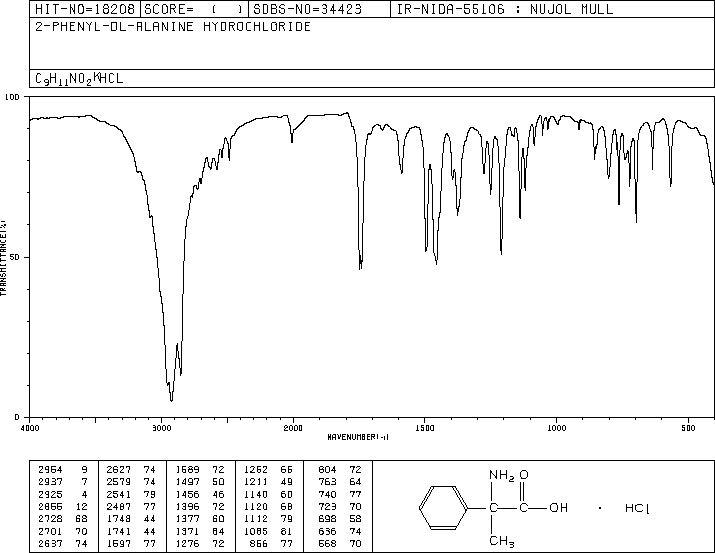 HIT-NO=18208 SCORE= ( ) SDBS-NO=34423 IR-NIDA-55106 : NUJOL MULL
2-PHENYL-DL-ALANINE HYDROCHLORIDE
C9H11NO2·HCL
100
50
0
TRANSMITTANCE(%)
4000 3000 2000 1500 1000 500
WAVENUMBER(-1)
2954 9 2627 74 1589 72 1252 66 804 72
2937 7 2579 74 1497 50 1211 49 763 64
2925 4 2541 79 1456 46 1140 60 740 77
2855 12 2487 77 1396 72 1120 68 723 70
2728 68 1748 44 1377 60 1112 79 698 58
2701 70 1741 44 1371 84 1085 81 636 74
2637 74 1597 77 1276 72 856 77 568 70
NH2 O
C C OH · HCl
CH3